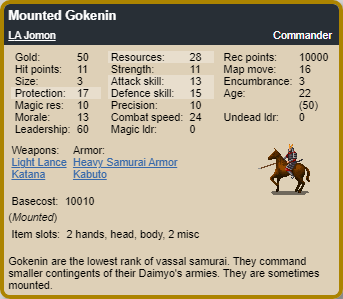 Mounted Gokenin
LA Jomon Commander
Gold: 50 Resources: 28 Rec points: 10000
Hit points: 11 Strength: 11 Map move: 16
Size: 3 Attack skill: 13 Encumbrance: 3
Protection: 17 Defence skill: 15 Age: 22
Magic res: 10 Precision: 10 (50)
Morale: 13 Combat speed: 24 Undead ldr: 0
Leadership: 60 Magic ldr: 0
Weapons: Armor:
Light Lance Heavy Samurai Armor
Katana Kabuto
Basecost: 10010
(Mounted)
Item slots: 2 hands, head, body, 2 misc
Gokenin are the lowest rank of vassal samurai. They command
smaller contingents of their Daimyo's armies. They are sometimes
mounted.